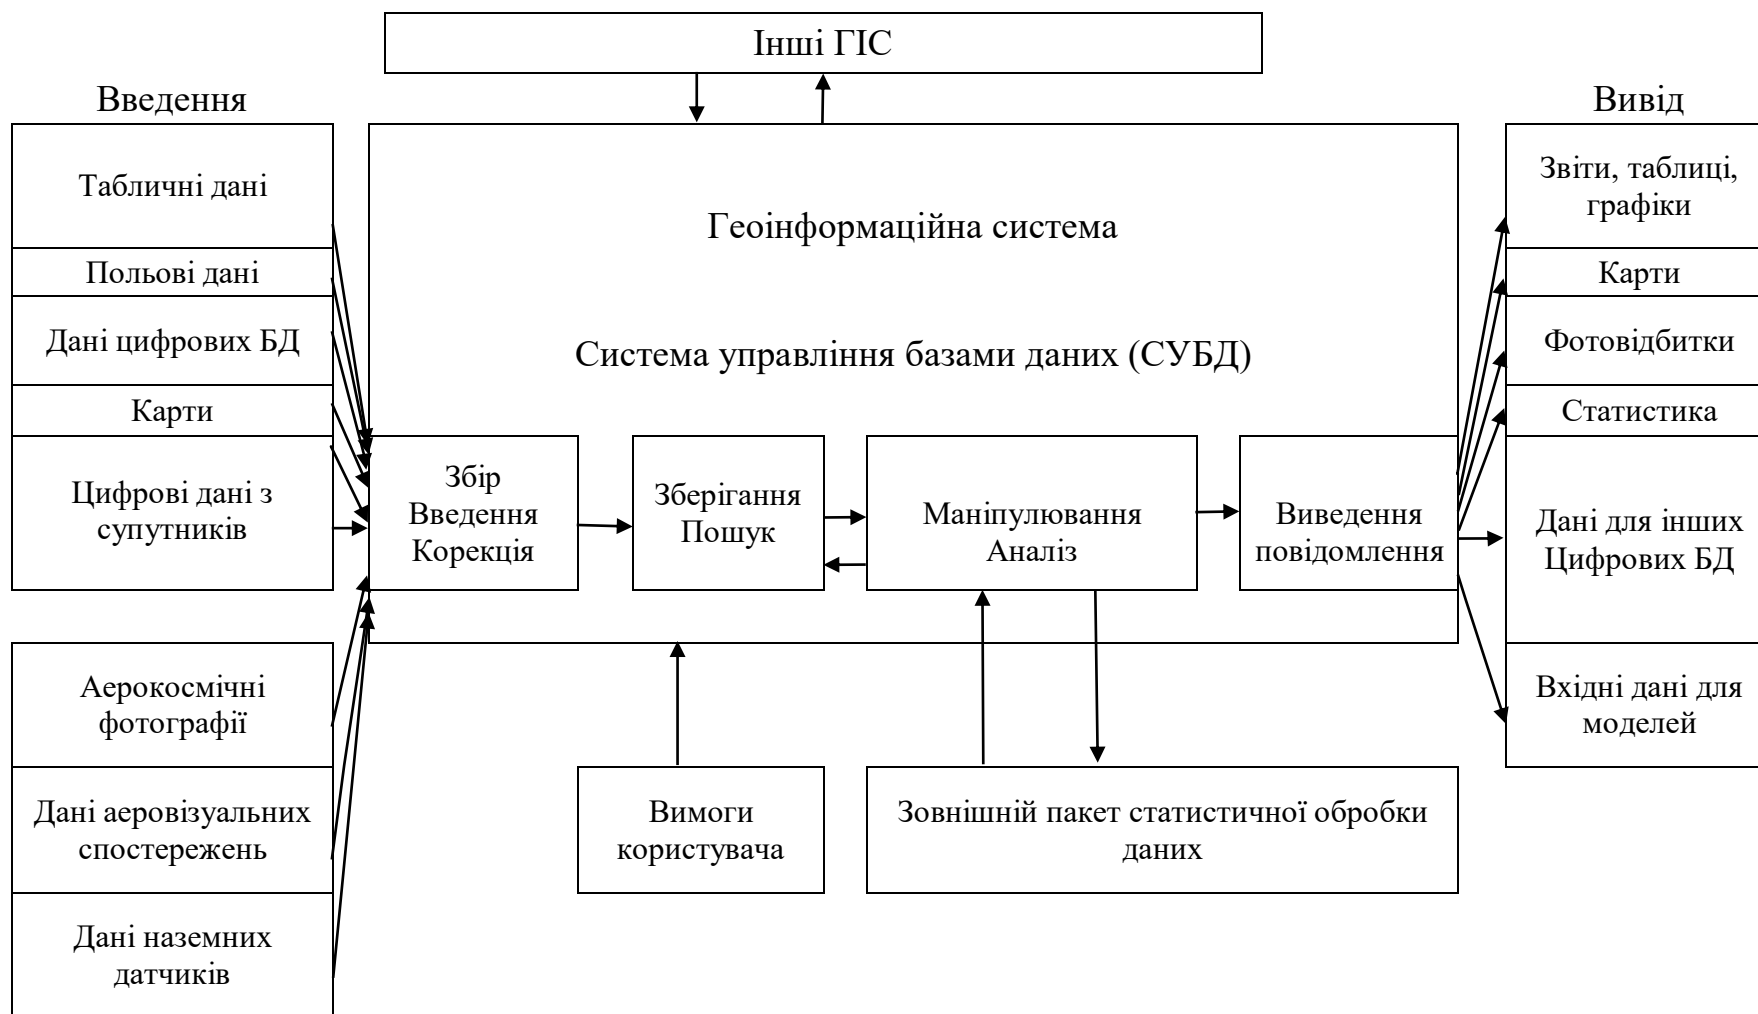 Інші ГІС
Введення
Табличні дані
Польові дані
Дані цифрових БД
Карти
Цифрові дані з
супутників
Аерокосмічні
фотографії
Дані аеровізуальних
спостережень
Дані наземних
датчиків
Геоінформаційна система
Система управління базами даних (СУБД)
Збір
Введення
Корекція
Зберігання
Пошук
Маніпулювання
Аналіз
Виведення
повідомлення
Вимоги
користувача
Зовнішній пакет статистичної обробки
даних
Вивід
Звіти, таблиці,
графіки
Карти
Фотовідбитки
Статистика
Дані для інших
Цифрових БД
Вхідні дані для
моделей